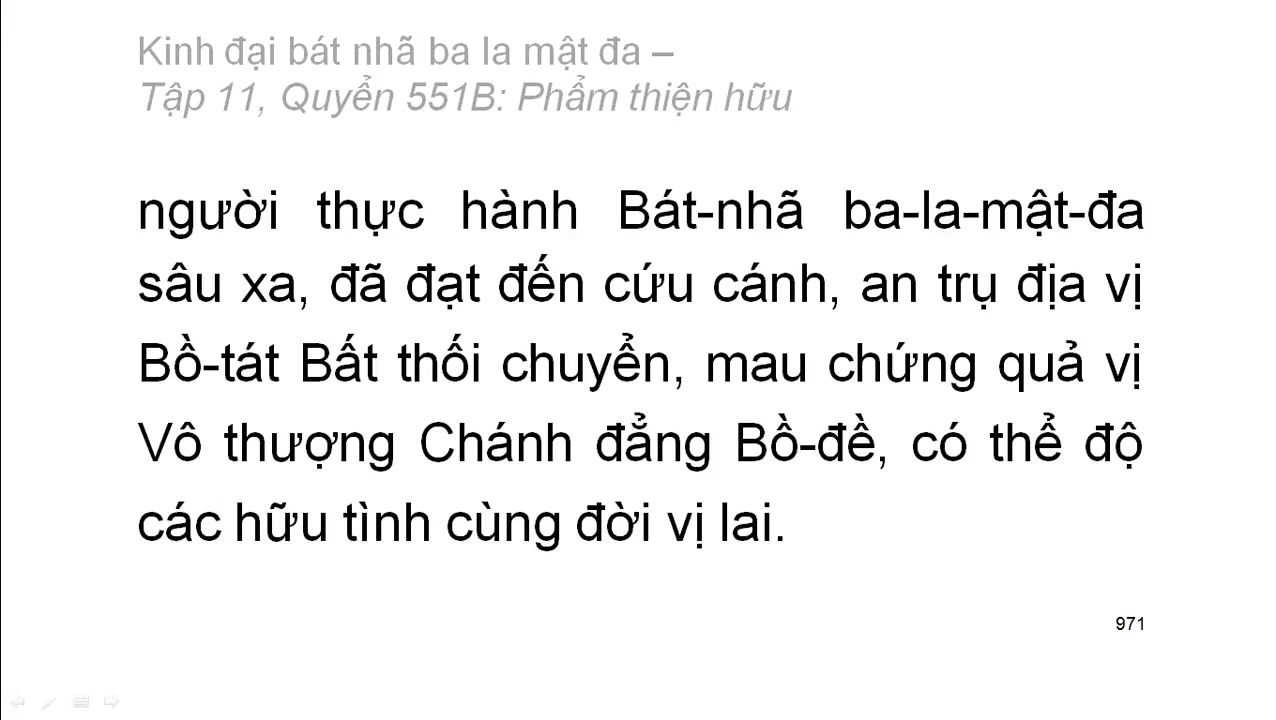 Kinh đại bát nhã ba la mật đa –
Tập 11, Quyển 551B: Phẩm thiện hữu
người thực hành Bát-nhã ba-la-mật-đa
sâu xa, đã đạt đến cứu cánh, an trụ địa vị
Bồ-tát Bất thối chuyển, mau chứng quả vị
Vô thượng Chánh đẳng Bồ-đề, có thể độ
các hữu tình cùng đời vị lai.
971